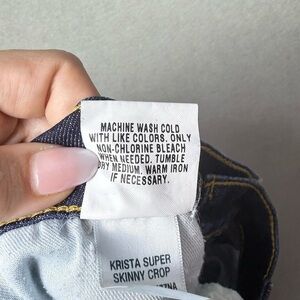 MACHINE WASH COLD
WITH LIKE COLORS. ONLY
NON-CHLORINE BLEACH
WHEN NEEDED. TUMBLE
DRY MEDIUM. WARM IRON
IF NECESSARY.
KRISTA SUPER
SKINNY CROP